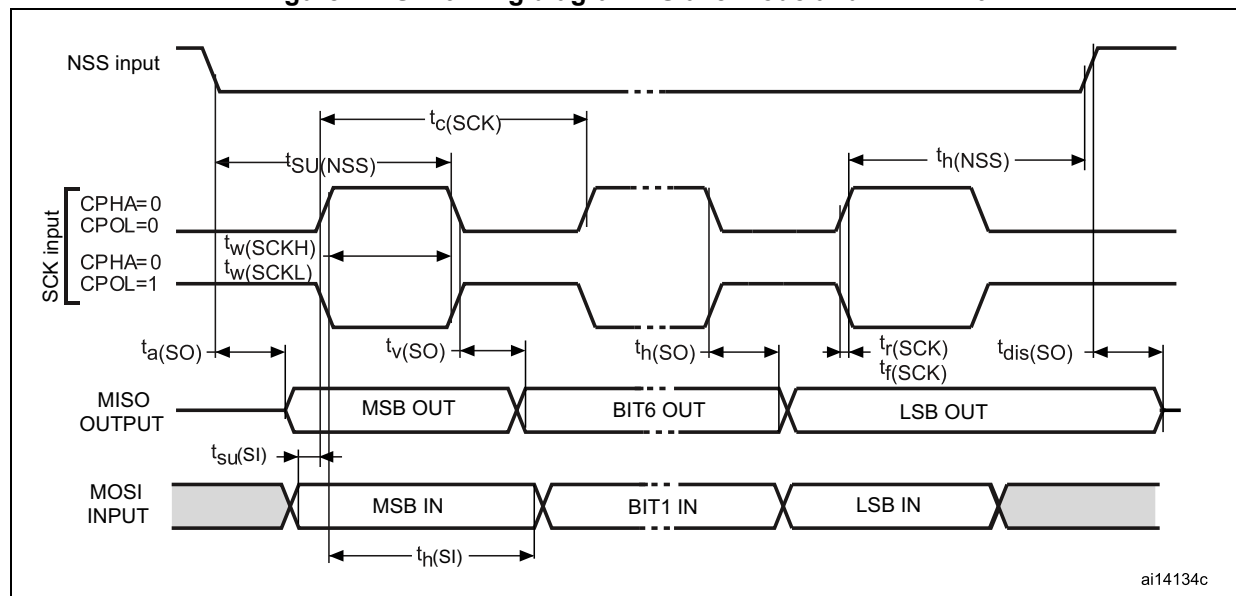 NSS input
tc(SCK)
tSU(NSS)
th(NSS)
SCK input
CPHA=0
CPOL=0
tw(SCKH)
CPHA=0
tw(SCKL)
CPOL=1
ta(SO)
tv(SO)
th(SO)
tr(SCK)
tf(SCK)
tdis(SO)
MISO
OUTPUT
MSB OUT
BIT6 OUT
LSB OUT
tsu(SI)
MOSI
INPUT
MSB IN
BIT1 IN
LSB IN
th(SI)
ai14134c